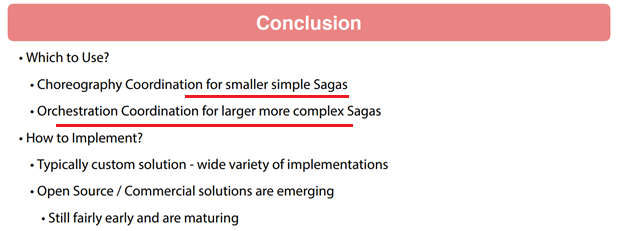 Conclusion
• Which to Use?
• Choreography Coordination for smaller simple Sagas
• Orchestration Coordination for larger more complex Sagas
• How to Implement?
• Typically custom solution - wide variety of implementations
• Open Source / Commercial solutions are emerging
• Still fairly early and are maturing